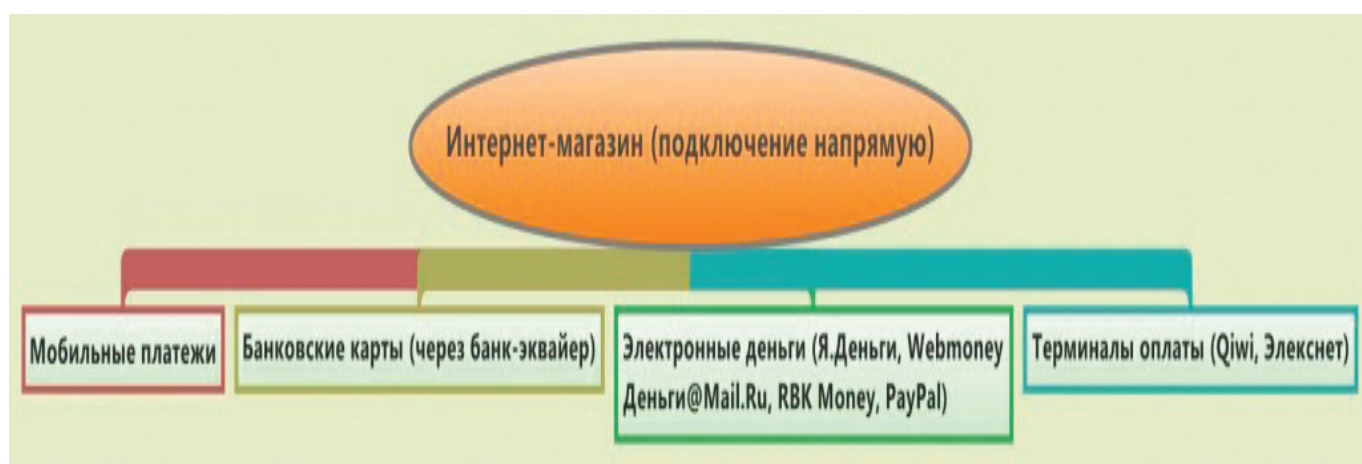 Интернет-магазин (подключение напрямую)
Мобильные платежи
Банковские карты (через банк-эквайер)
Электронные деньги (Я.Деньги, Webmoney
Деньги@Mail.Ru, RBK Money, PayPal)
Терминалы оплаты (Qiwi, Элекснет)